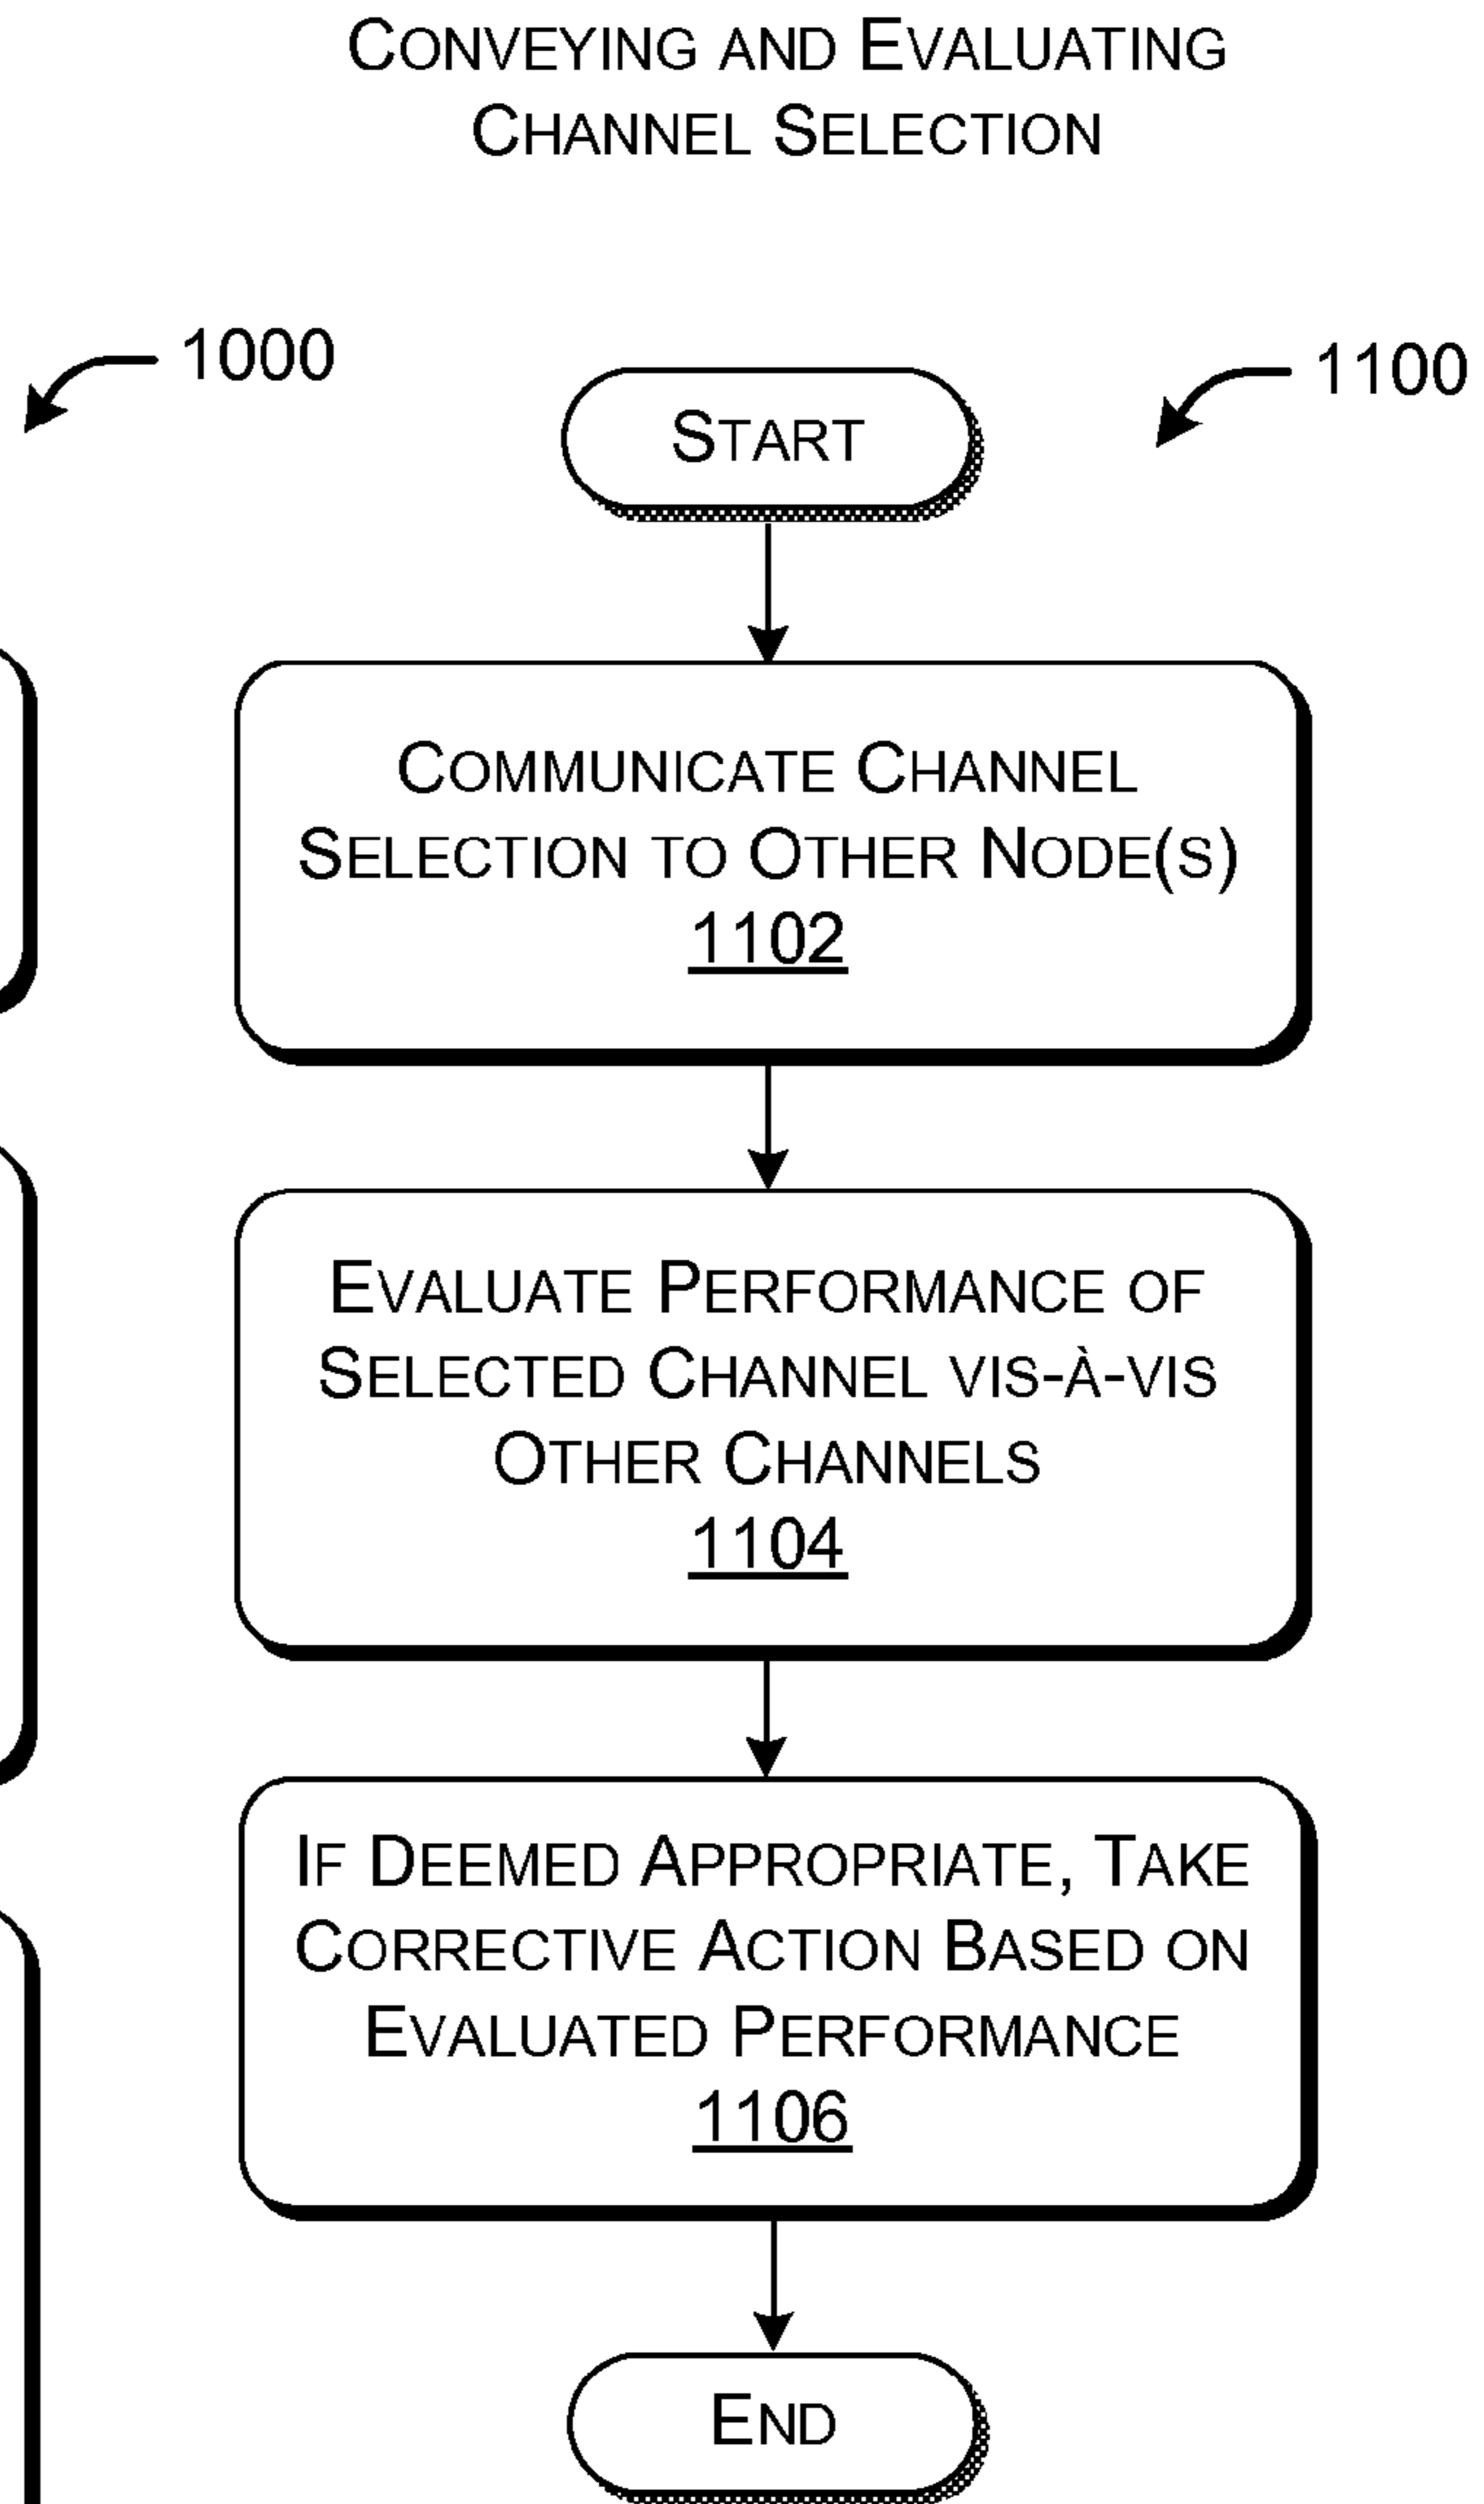 CONVEYING AND EVALUATING
CHANNEL SELECTION
1000
1100
START
COMMUNICATE CHANNEL
SELECTION TO OTHER NODE(S)
1102
EVALUATE PERFORMANCE OF
SELECTED CHANNEL VIS-À-VIS
OTHER CHANNELS
1104
IF DEEMED APPROPRIATE, TAKE
CORRECTIVE ACTION BASED ON
EVALUATED PERFORMANCE
1106
END